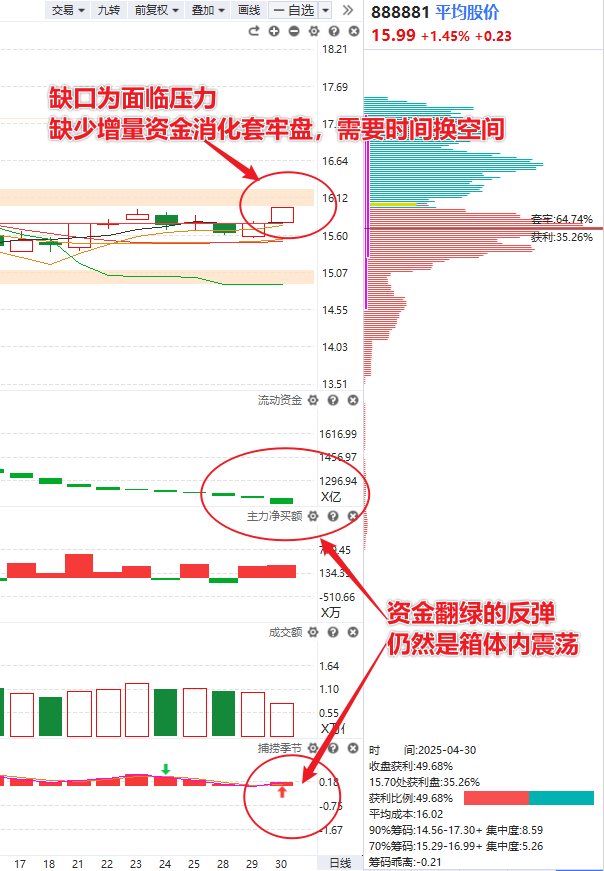 交易 九转 前复权 叠加 画线 一自选
888881 平均股价
15.99 +1.45% +0.23
18.21
17.69
缺口为面临压力
缺少增量资金消化套牢盘，需要时间换空间
16.64
16.12
套牢:64.74%
15.60
获利:35.26%
15.07
14.55
14.03
13.51
流动资金
1616.99
1456.97
1296.94
X亿
主力净买额
134.39
-510.66
X万
资金翻绿的反弹
仍然是箱体内震荡
成交额
1.64
1.10
0.55
捕捞季节
0.18
-0.75
-1.67
时 间:2025-04-30
收盘获利:49.68%
15.70处获利盘:35.26%
获利比例:49.68%
平均成本:16.02
90%筹码:14.56-17.30+ 集中度:8.59
70%筹码:15.29-16.99+ 集中度:5.26
筹码乖离:-0.21
17 18 21 22 23 24 25 28 29 30 日线